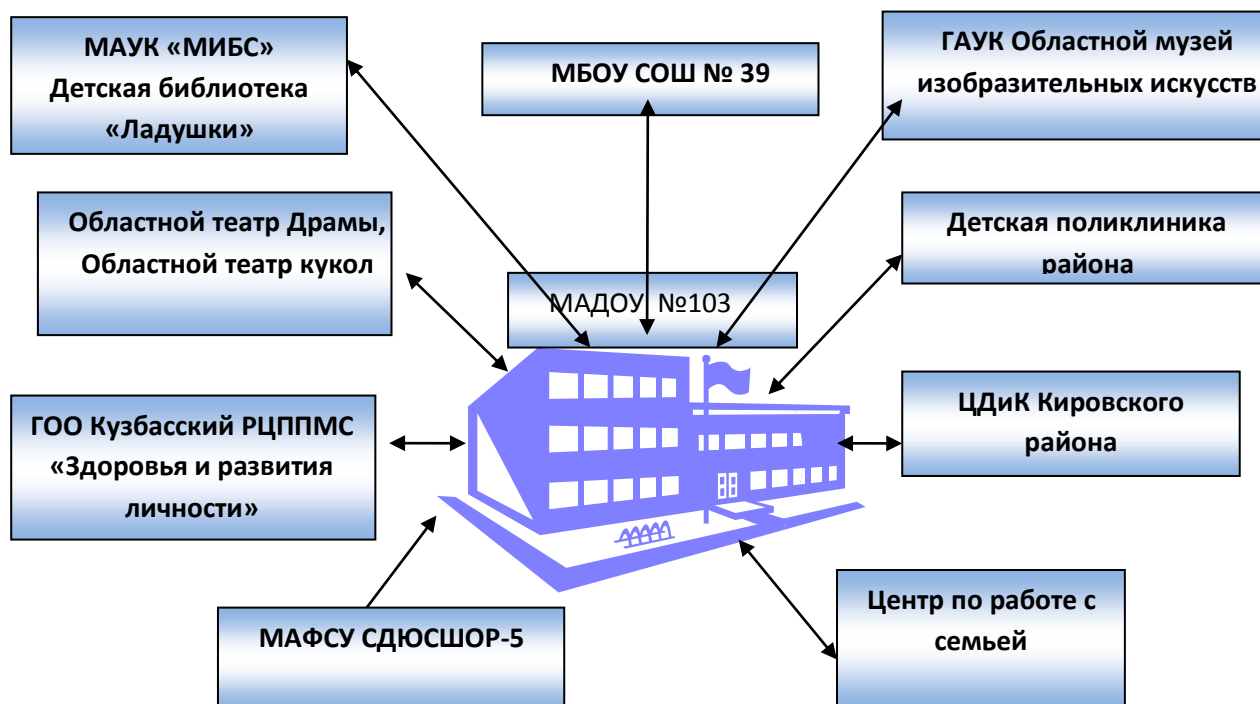 МАУК «МИБС»
Детская библиотека
«Ладушки»
МБОУ СОШ № 39
ГАУК Областной музей
изобразительных искусств
Областной театр Драмы,
Областной театр кукол
МАДОУ №103
Детская поликлиника
района
ГОО Кузбасский РЦППМС
«Здоровья и развития
личности»
ЦДиК Кировского
района
МАФСУ СДЮСШОР-5
Центр по работе с
семьей